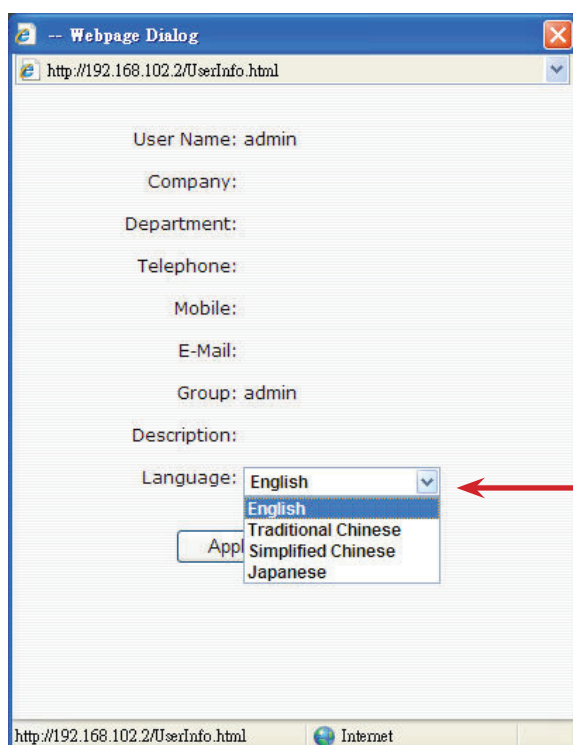 -- Webpage Dialog
http://192.168.102.2/UserInfo.html
User Name: admin
Company:
Department:
Telephone:
Mobile:
E-Mail:
Group: admin
Description:
Language: English
English
Traditional Chinese
Simplified Chinese
Japanese
Appl
http://192.168.102.2/UserInfo.html Internet